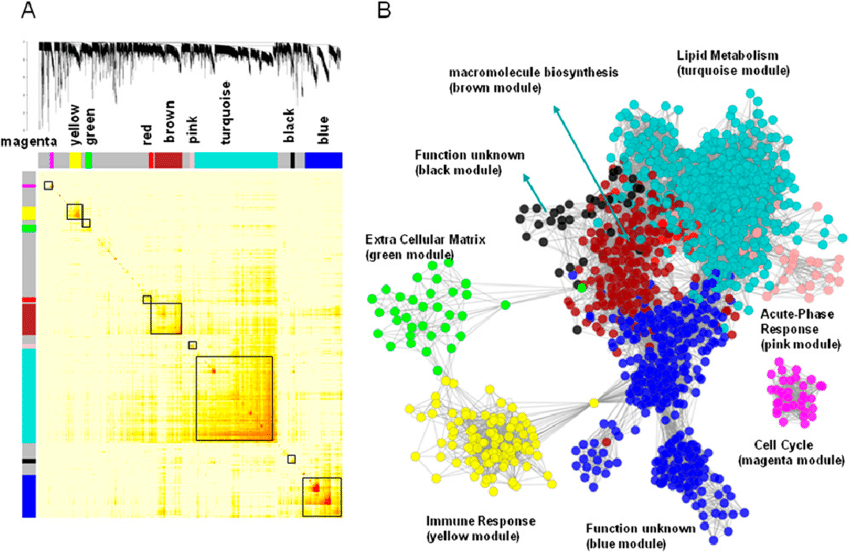 A
B
magenta
yellow
green
red
brown
pink
turquoise
black
blue
Lipid Metabolism
(turquoise module)
macromolecule biosynthesis
(brown module)
Function unknown
(black module)
Extra Cellular Matrix
(green module)
Acute-Phase
Response
(pink module)
Cell Cycle
(magenta module)
Immune Response
(yellow module)
Function unknown
(blue module)